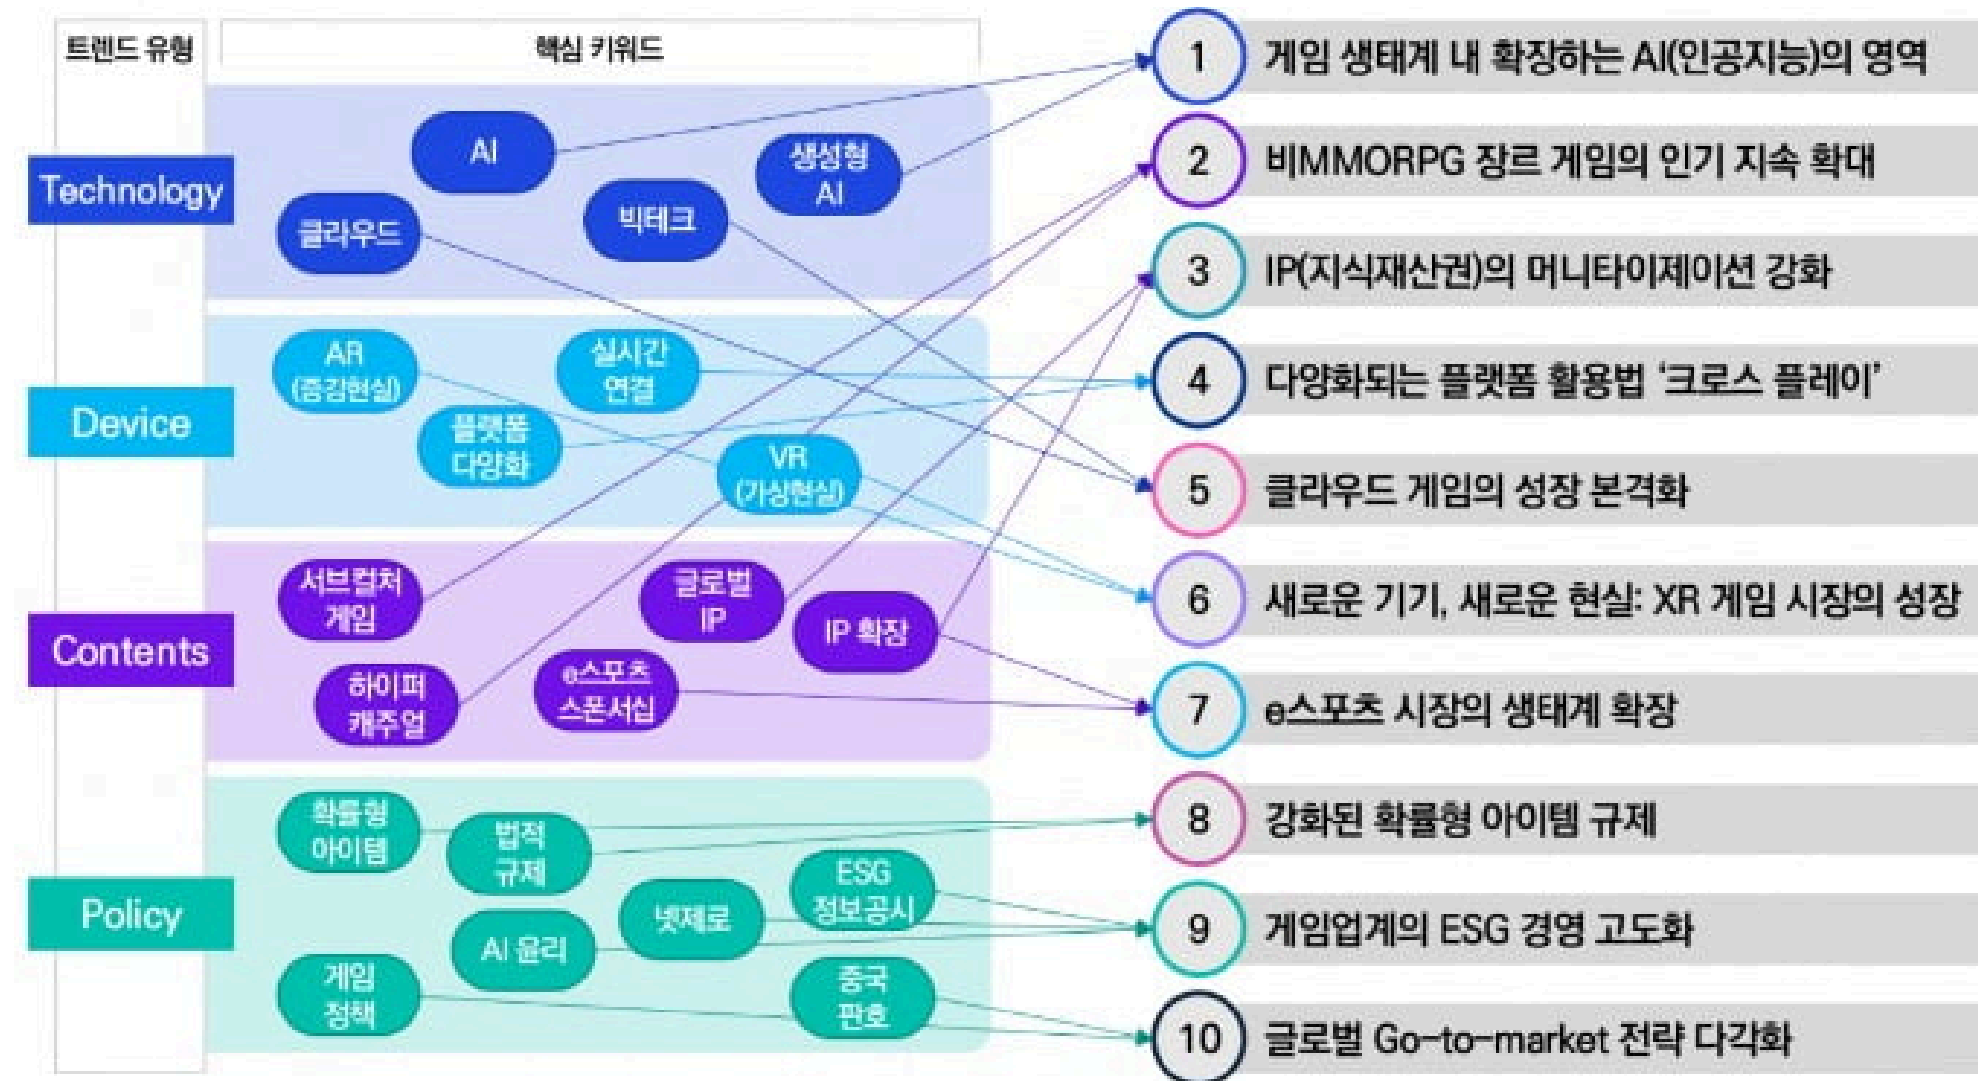 트렌드 유형
핵심 키워드
Technology
AI
생성형
AI
빅테크
클라우드
Device
AR
(증강현실)
실시간
연결
플랫폼
다양화
VR
(가상현실)
Contents
서브컬처
게임
글로벌
IP
IP 확장
하이퍼
캐주얼
e스포츠
스폰서십
Policy
확률형
아이템
법적
규제
ESG
정보공시
넷제로
AI 윤리
게임
정책
중국
판호
1 게임 생태계 내 확장하는 AI(인공지능)의 영역
2 비MMORPG 장르 게임의 인기 지속 확대
3 IP(지식재산권)의 머니타이제이션 강화
4 다양화되는 플랫폼 활용법 ‘크로스 플레이’
5 클라우드 게임의 성장 본격화
6 새로운 기기, 새로운 현실: XR 게임 시장의 성장
7 e스포츠 시장의 생태계 확장
8 강화된 확률형 아이템 규제
9 게임업계의 ESG 경영 고도화
10 글로벌 Go-to-market 전략 다각화